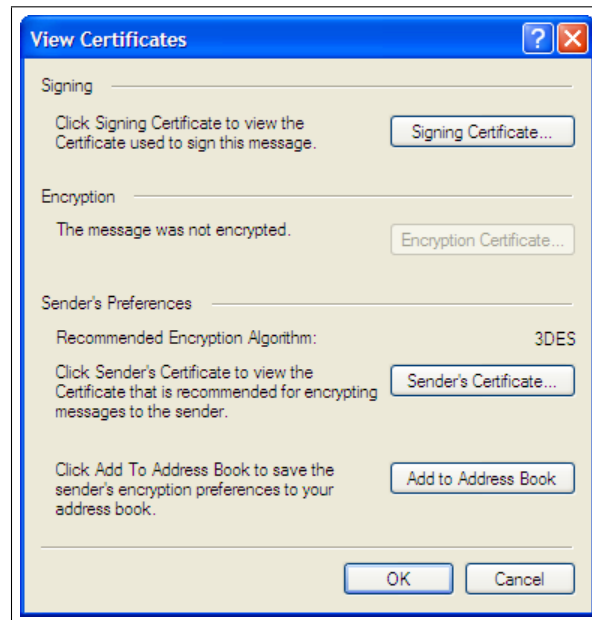 View Certificates
Signing
Click Signing Certificate to view the
Certificate used to sign this message.
Signing Certificate...
Encryption
The message was not encrypted.
Encryption Certificate...
Sender's Preferences
Recommended Encryption Algorithm: 3DES
Click Sender's Certificate to view the
Certificate that is recommended for encrypting
messages to the sender.
Sender's Certificate...
Click Add To Address Book to save the
sender's encryption preferences to your
address book.
Add to Address Book
OK Cancel